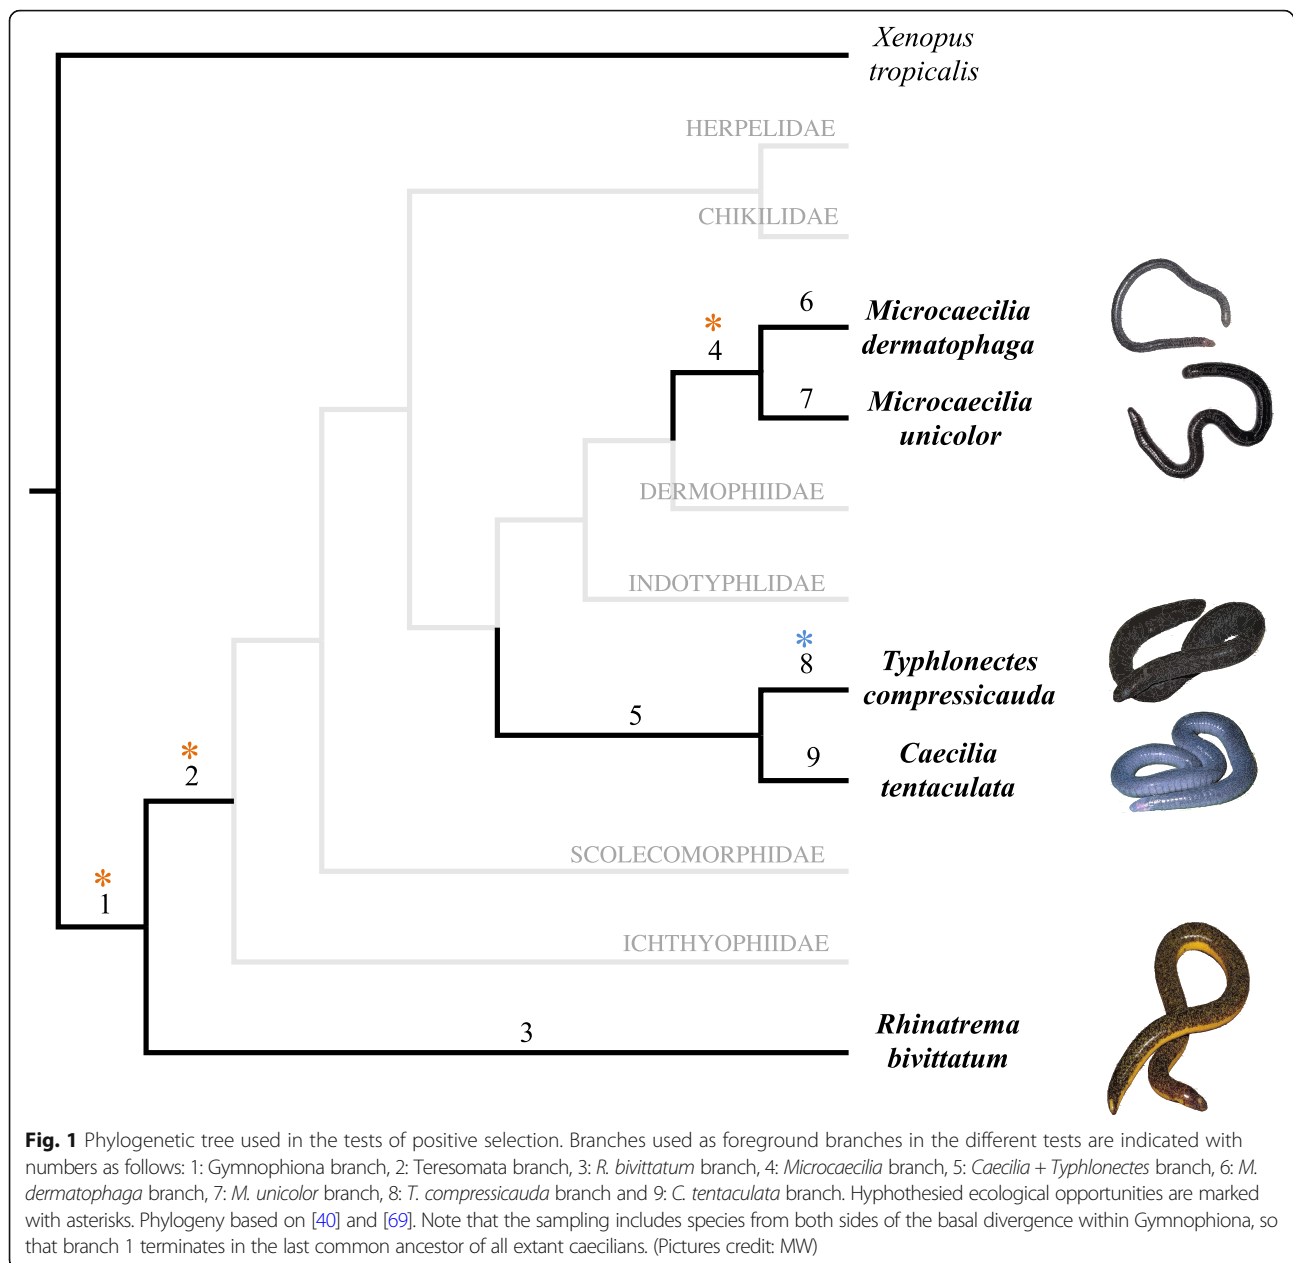 Xenopus
tropicalis
HERPELIDAE
CHIKILIDAE
6
Microcaecilia
dermatophaga
*
4
7
Microcaecilia
unicolor
DERMOPHIIDAE
INDOTYPHLIDAE
*
8
Typhlonectes
compressicauda
5
9
Caecilia
tentaculata
*
2
SCOLECOMORPHIDAE
*
1
ICHTHYOPHIIDAE
3
Rhinatrema
bivittatum
Fig. 1 Phylogenetic tree used in the tests of positive selection. Branches used as foreground branches in the different tests are indicated with
numbers as follows: 1: Gymnophiona branch, 2: Teresomata branch, 3: R. bivittatum branch, 4: Microcaecilia branch, 5: Caecilia + Typhlonectes branch, 6: M.
dermatophaga branch, 7: M. unicolor branch, 8: T. compressicauda branch and 9: C. tentaculata branch. Hyphothesied ecological opportunities are marked
with asterisks. Phylogeny based on [40] and [69]. Note that the sampling includes species from both sides of the basal divergence within Gymnophiona, so
that branch 1 terminates in the last common ancestor of all extant caecilians. (Pictures credit: MW)